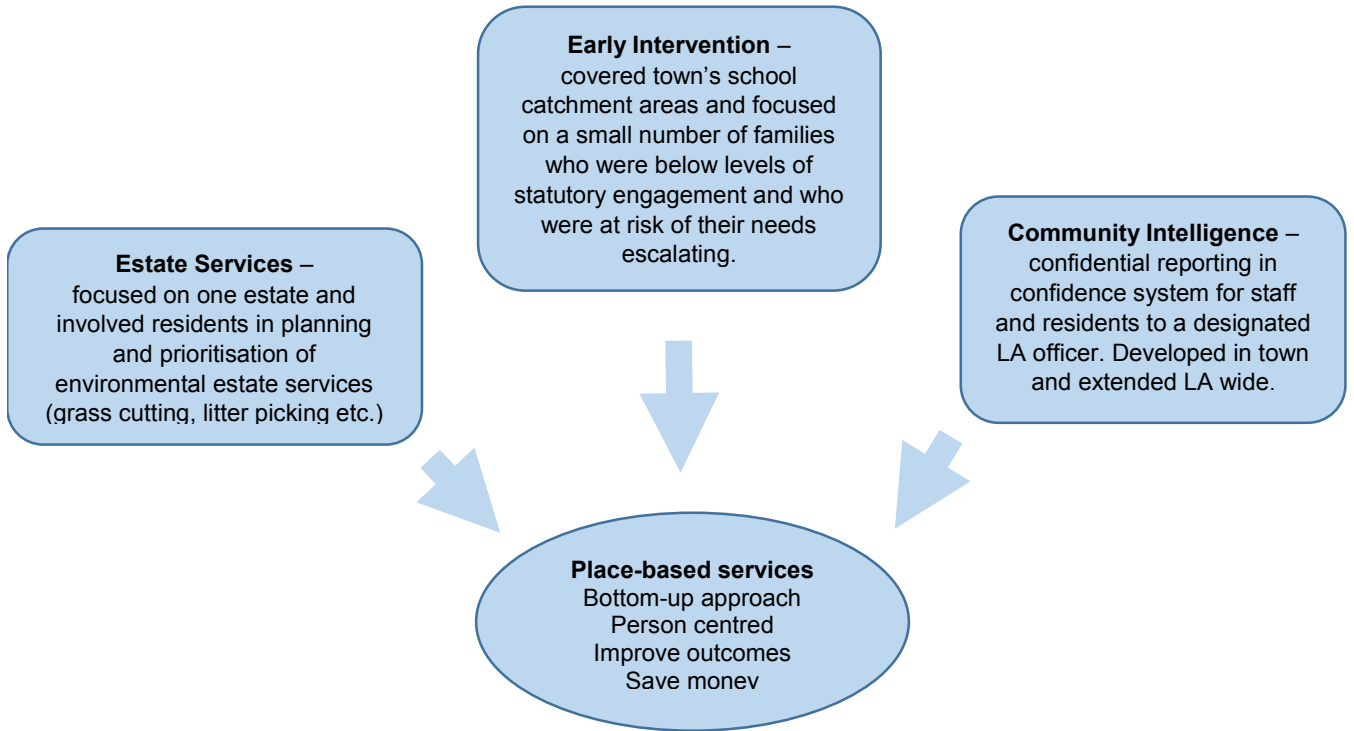 Early Intervention –
covered town's school
catchment areas and focused
on a small number of families
who were below levels of
statutory engagement and who
were at risk of their needs
escalating.
Estate Services –
focused on one estate and
involved residents in planning
and prioritisation of
environmental estate services
(grass cutting, litter picking etc.)
Community Intelligence –
confidential reporting in
confidence system for staff
and residents to a designated
LA officer. Developed in town
and extended LA wide.
Place-based services
Bottom-up approach
Person centred
Improve outcomes
Save money